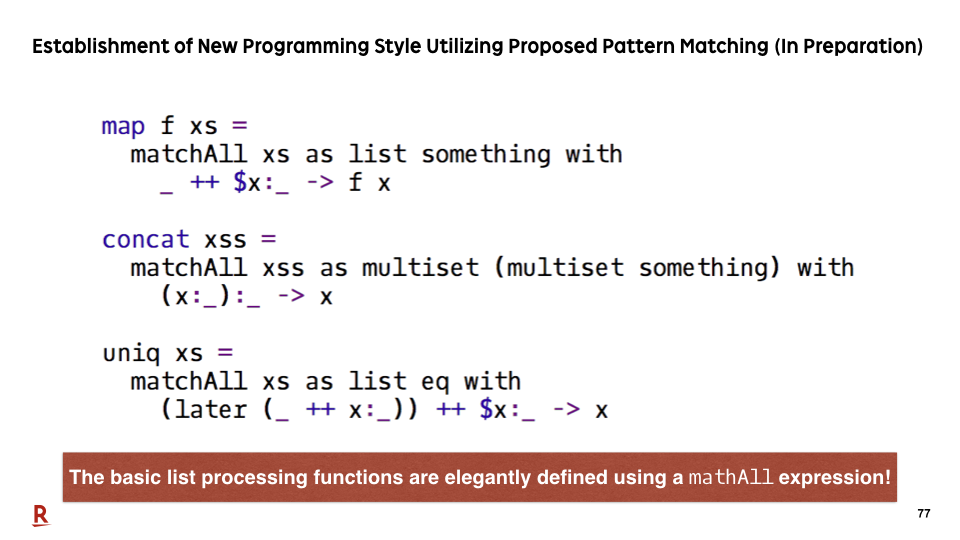 Establishment of New Programming Style Utilizing Proposed Pattern Matching (In Preparation)
map f xs =
  matchAll xs as list something with
    _ ++ $x:_ -> f x
concat xss =
  matchAll xss as multiset (multiset something) with
    (x:_):_ -> x
uniq xs =
  matchAll xs as list eq with
    (later (_ ++ x:_)) ++ $x:_ -> x
The basic list processing functions are elegantly defined using a mathAll expression!
R
77